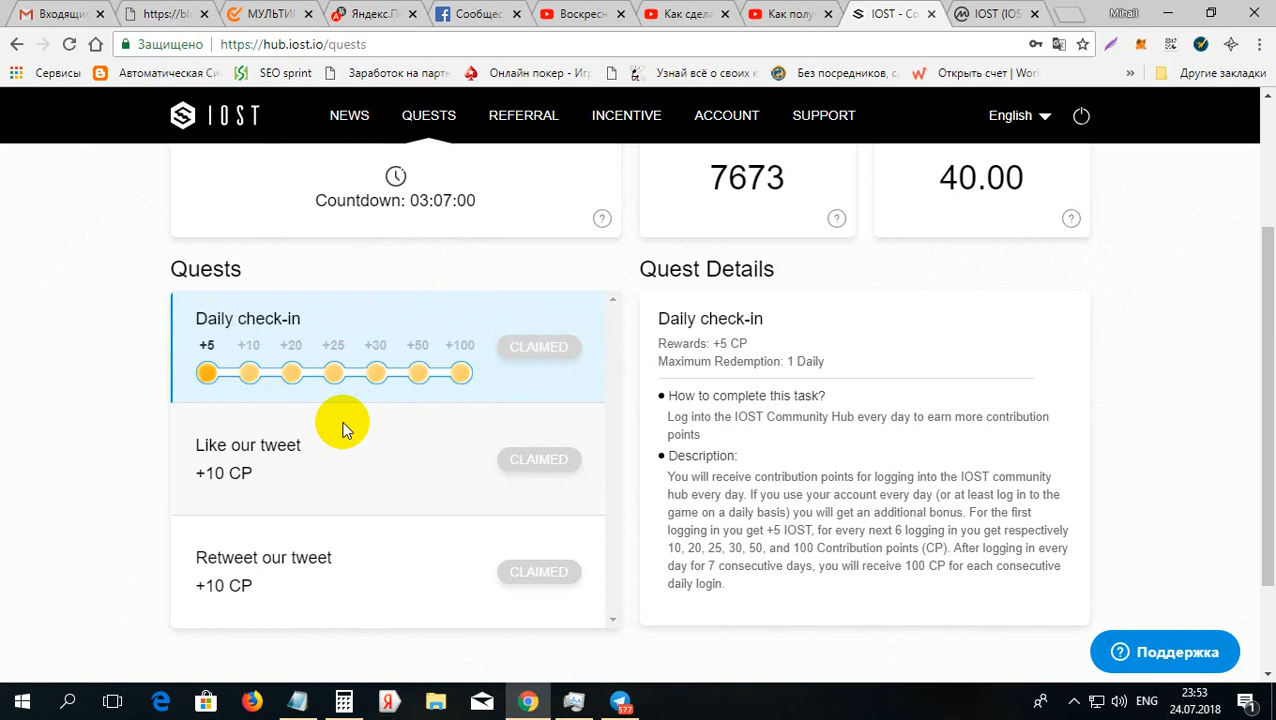 Входящи
https://bl
МУЛЬТИГ
Яндекс.П
Сообщес
Воскрес
Как сдела
Как полу
IOST - Co
IOST (IOS
Mihail
Защищено
https://hub.iost.io/quests
Сервисы
Автоматическая Си
SEO sprint
Заработок на партн
Онлайн покер - Игр
Узнай всё о своих к
Без посредников, са
Открыть счет | Worl
»
Другие закладки
IOST
NEWS
QUESTS
REFERRAL
INCENTIVE
ACCOUNT
SUPPORT
English
Countdown: 03:07:00
7673
40.00
Quests
Daily check-in
+5 +10 +20 +25 +30 +50 +100
CLAIMED
Like our tweet
+10 CP
CLAIMED
Retweet our tweet
+10 CP
CLAIMED
Quest Details
Daily check-in
Rewards: +5 CP
Maximum Redemption: 1 Daily
How to complete this task?
Log into the IOST Community Hub every day to earn more contribution
points
Description:
You will receive contribution points for logging into the IOST community
hub every day. If you use your account every day (or at least log in to the
game on a daily basis) you will get an additional bonus. For the first
logging in you get +5 IOST, for every next 6 logging in you get respectively
10, 20, 25, 30, 50, and 100 Contribution points (CP). After logging in every
day for 7 consecutive days, you will receive 100 CP for each consecutive
daily login.
Поддержка
577
ENG
23:53
24.07.2018
1